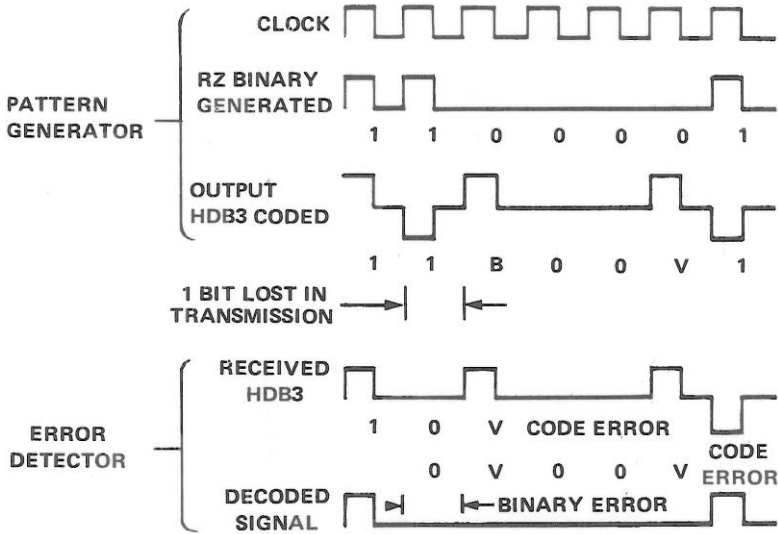 CLOCK
RZ BINARY
GENERATED
PATTERN
GENERATOR
1 1 0 0 0 0 1
OUTPUT
HDB3 CODED
1 1 B 0 0 V 1
1 BIT LOST IN
TRANSMISSION
RECEIVED
HDB3
1 0 V CODE ERROR
ERROR
DETECTOR
0 V 0 0 V
CODE
ERROR
DECODED
SIGNAL
BINARY ERROR